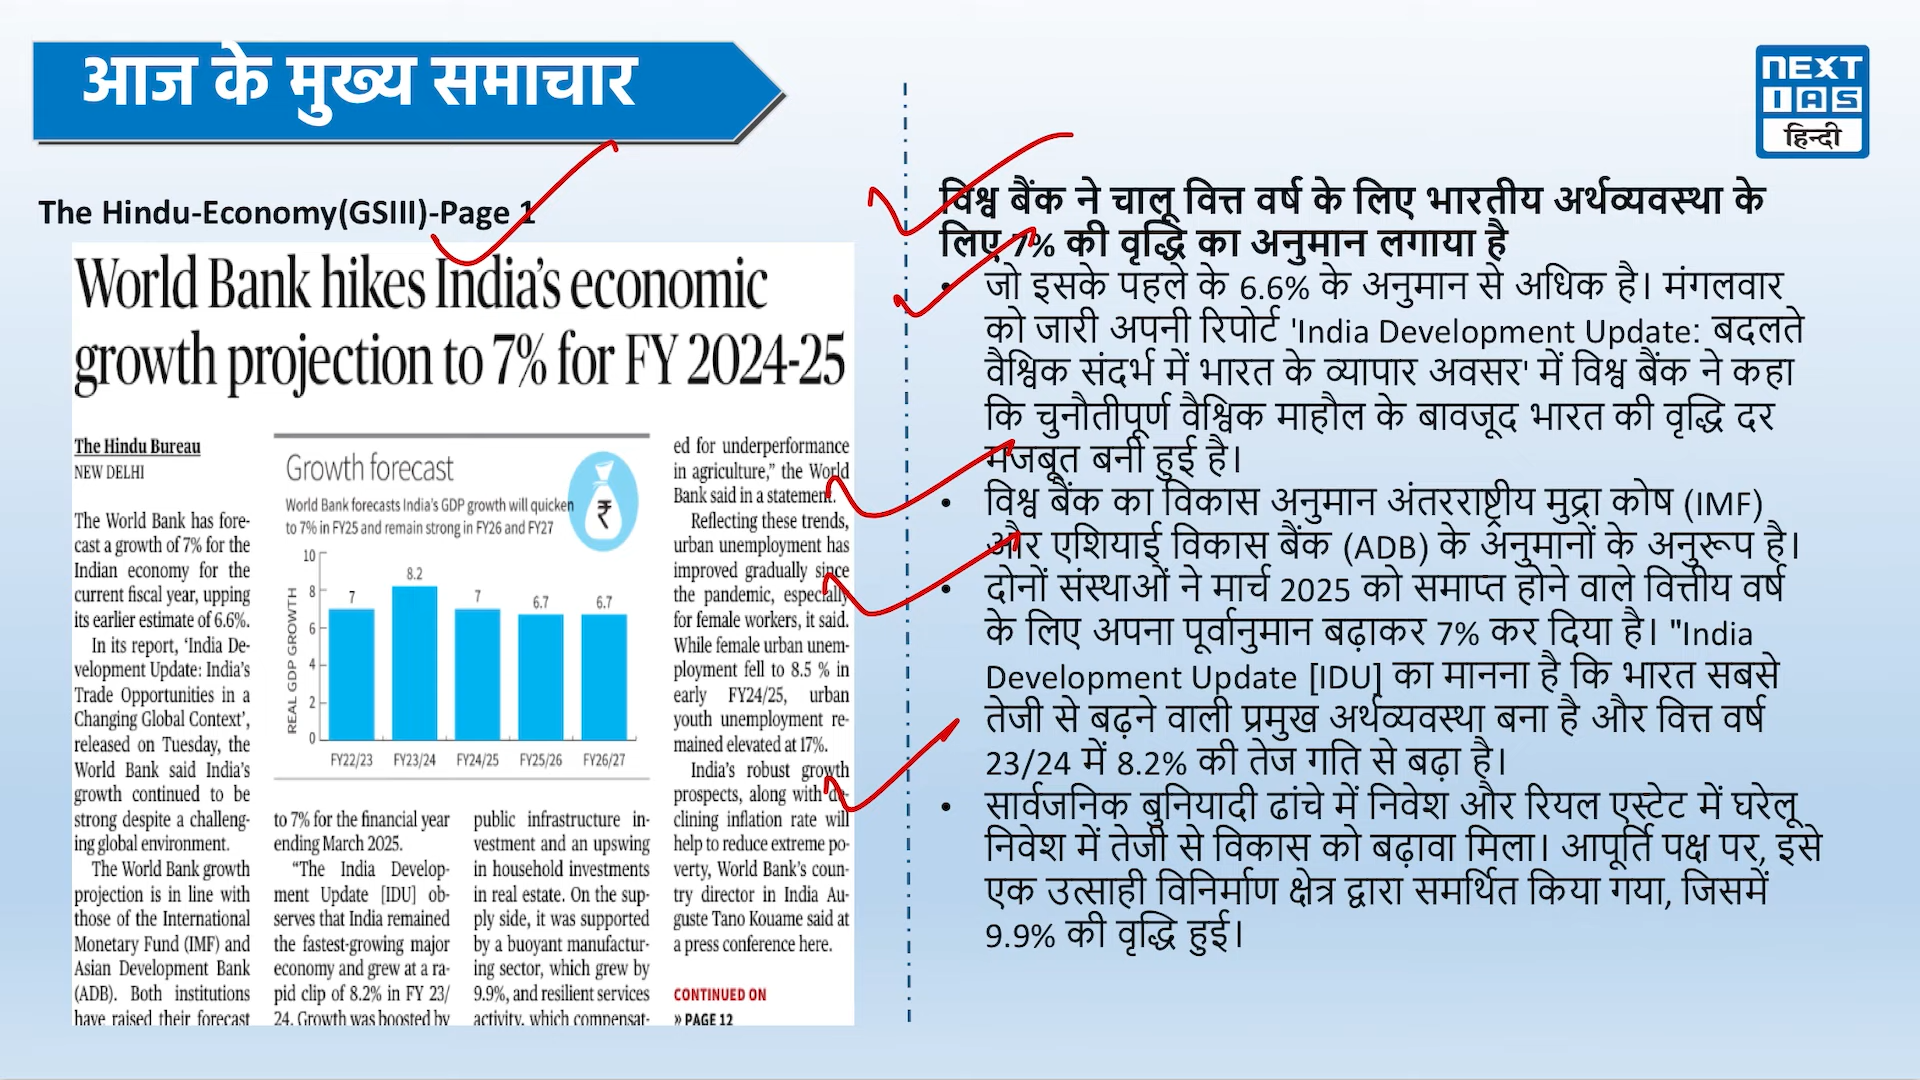 आज के मुख्य समाचार
NEXT
IAS
हिन्दी
The Hindu-Economy(GSIII)-Page 1
World Bank hikes India's economic
growth projection to 7% for FY 2024-25
The Hindu Bureau
NEW DELHI
The World Bank has fore-
cast a growth of 7% for the
Indian economy for the
current fiscal year, upping
its earlier estimate of 6.6%.
In its report, 'India De-
velopment Update: India's
Trade Opportunities in a
Changing Global Context',
released on Tuesday, the
World Bank said India's
growth continued to be
strong despite a challeng-
ing global environment.
The World Bank growth
projection is in line with
those of the International
Monetary Fund (IMF) and
Asian Development Bank
(ADB). Both institutions
have raised their forecast
Growth forecast
World Bank forecasts India's GDP growth will quicken
to 7% in FY25 and remain strong in FY26 and FY27
₹
REAL GDP GROWTH
10
8
6
4
2
0
7
8.2
7
6.7
6.7
FY22/23
FY23/24
FY24/25
FY25/26
FY26/27
to 7% for the financial year
ending March 2025.
"The India Develop-
ment Update [IDU] ob-
serves that India remained
the fastest-growing major
economy and grew at a ra-
pid clip of 8.2% in FY 23/
24. Growth was boosted by
public infrastructure in-
vestment and an upswing
in household investments
in real estate. On the sup-
ply side, it was supported
by a buoyant manufactur-
ing sector, which grew by
9.9%, and resilient services
activity, which compensat-
ed for underperformance
in agriculture," the World
Bank said in a statement.
Reflecting these trends,
urban unemployment has
improved gradually since
the pandemic, especially
for female workers, it said.
While female urban unem-
ployment fell to 8.5 % in
early FY24/25, urban
youth unemployment re-
mained elevated at 17%.
India's robust growth
prospects, along with de-
clining inflation rate will
help to reduce extreme po-
verty, World Bank's coun-
try director in India Au-
guste Tano Kouame said at
a press conference here.
CONTINUED ON
» PAGE 12
विश्व बैंक ने चालू वित्त वर्ष के लिए भारतीय अर्थव्यवस्था के
लिए 7% की वृद्धि का अनुमान लगाया है
• जो इसके पहले के 6.6% के अनुमान से अधिक है। मंगलवार
को जारी अपनी रिपोर्ट 'India Development Update: बदलते
वैश्विक संदर्भ में भारत के व्यापार अवसर' में विश्व बैंक ने कहा
कि चुनौतीपूर्ण वैश्विक माहौल के बावजूद भारत की वृद्धि दर
मजबूत बनी हुई है।
• विश्व बैंक का विकास अनुमान अंतरराष्ट्रीय मुद्रा कोष (IMF)
और एशियाई विकास बैंक (ADB) के अनुमानों के अनुरूप है।
• दोनों संस्थाओं ने मार्च 2025 को समाप्त होने वाले वित्तीय वर्ष
के लिए अपना पूर्वानुमान बढ़ाकर 7% कर दिया है। "India
Development Update [IDU] का मानना है कि भारत सबसे
तेजी से बढ़ने वाली प्रमुख अर्थव्यवस्था बना है और वित्त वर्ष
23/24 में 8.2% की तेज गति से बढ़ा है।
• सार्वजनिक बुनियादी ढांचे में निवेश और रियल एस्टेट में घरेलू
निवेश में तेजी से विकास को बढ़ावा मिला। आपूर्ति पक्ष पर, इसे
एक उत्साही विनिर्माण क्षेत्र द्वारा समर्थित किया गया, जिसमें
9.9% की वृद्धि हुई।